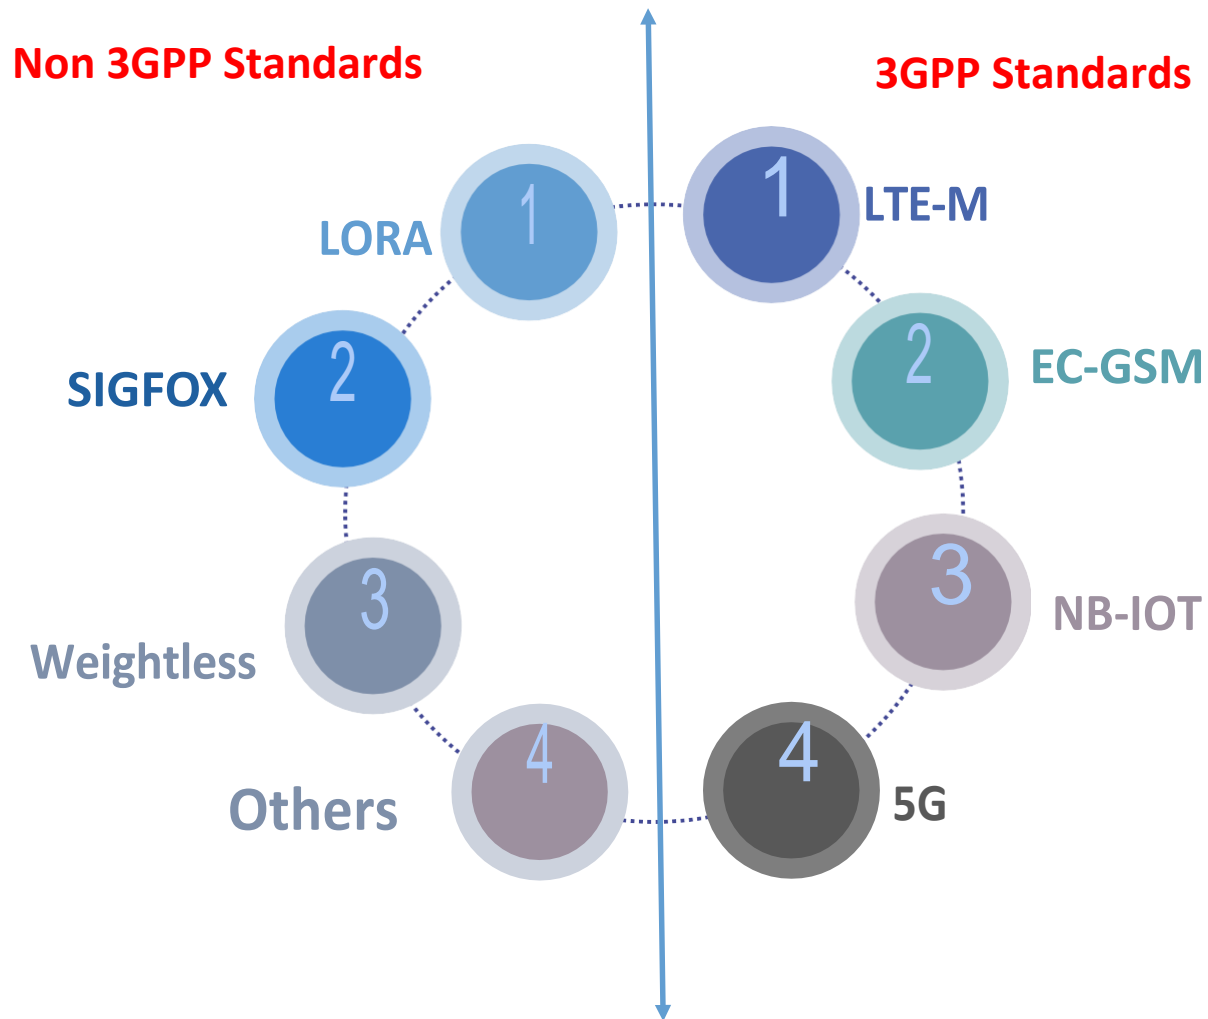 Non 3GPP Standards
3GPP Standards
1
LORA
2
SIGFOX
3
Weightless
4
Others
1
LTE-M
2
EC-GSM
3
NB-IOT
4
5G